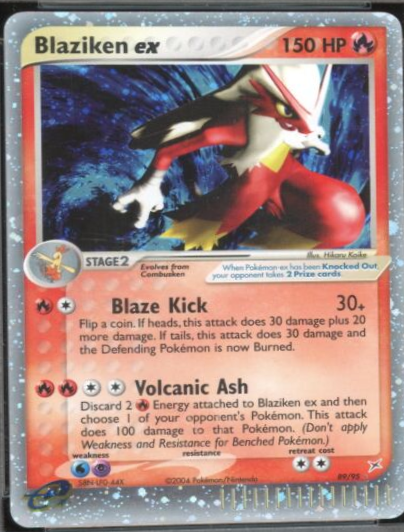 Blaziken ex 150 HP
Illus. Hikaru Koike
STAGE2
Evolves from
Combusken
When Pokémon-ex has been Knocked Out,
your opponent takes 2 Prize cards.
Blaze Kick 30+
Flip a coin. If heads, this attack does 30 damage plus 20
more damage. If tails, this attack does 30 damage and
the Defending Pokémon is now Burned.
Volcanic Ash
Discard 2 Energy attached to Blaziken ex and then
choose 1 of your opponent's Pokémon. This attack
does 100 damage to that Pokémon. (Don't apply
Weakness and Resistance for Benched Pokémon.)
weakness resistance retreat cost
©2004 Pokémon/Nintendo 89/95